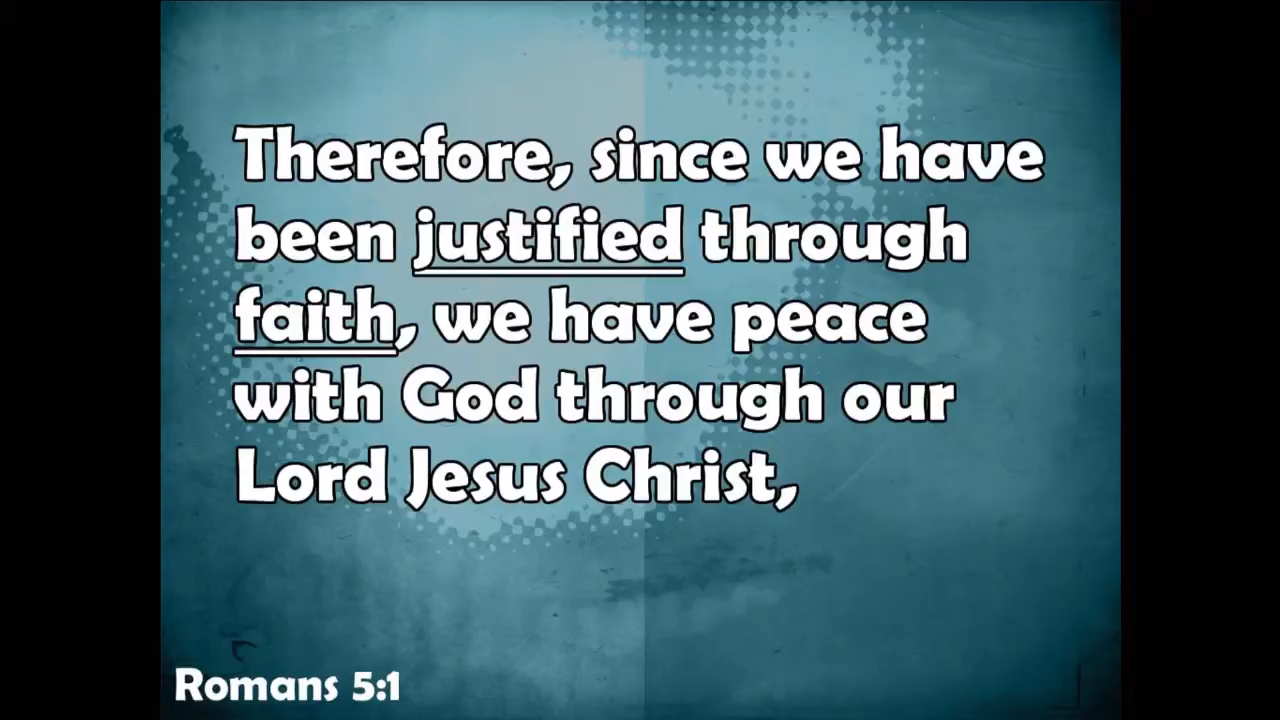 Therefore, since we have
been justified through
faith, we have peace
with God through our
Lord Jesus Christ,
Romans 5:1